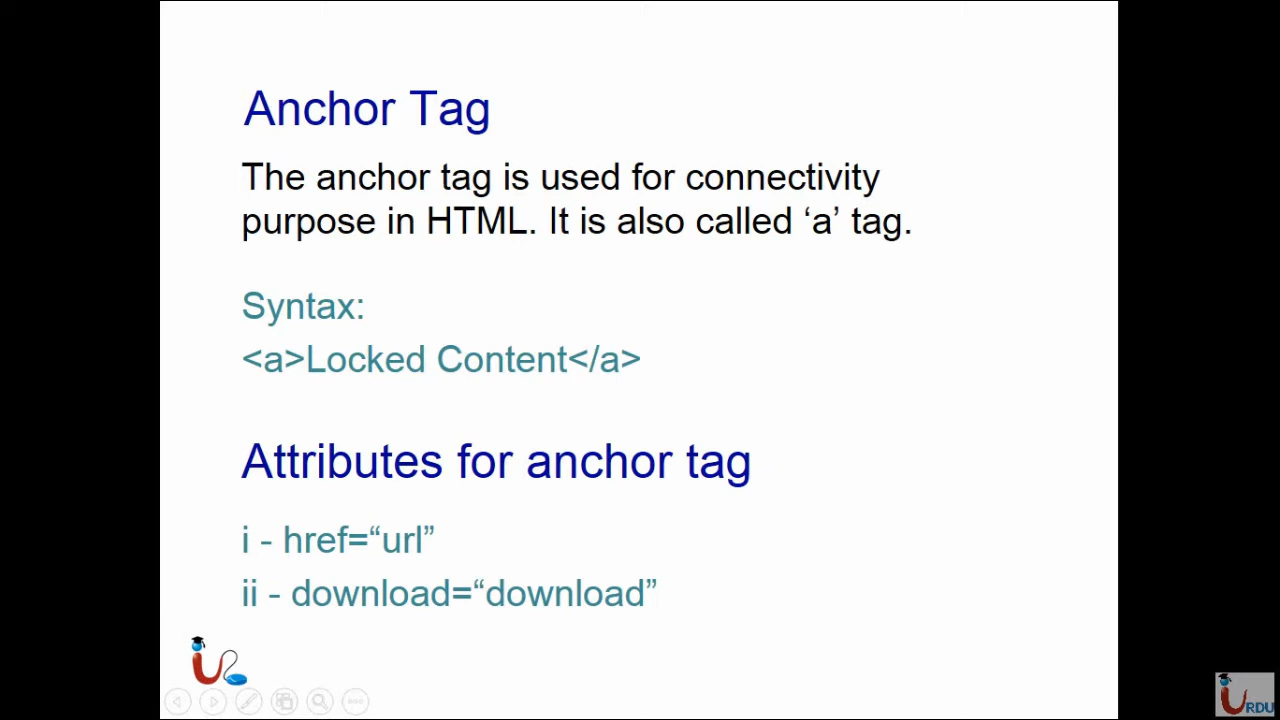 Anchor Tag
The anchor tag is used for connectivity
purpose in HTML. It is also called ‘a’ tag.
Syntax:
<a>Locked Content</a>
Attributes for anchor tag
i - href=“url”
ii - download=“download”
URDU